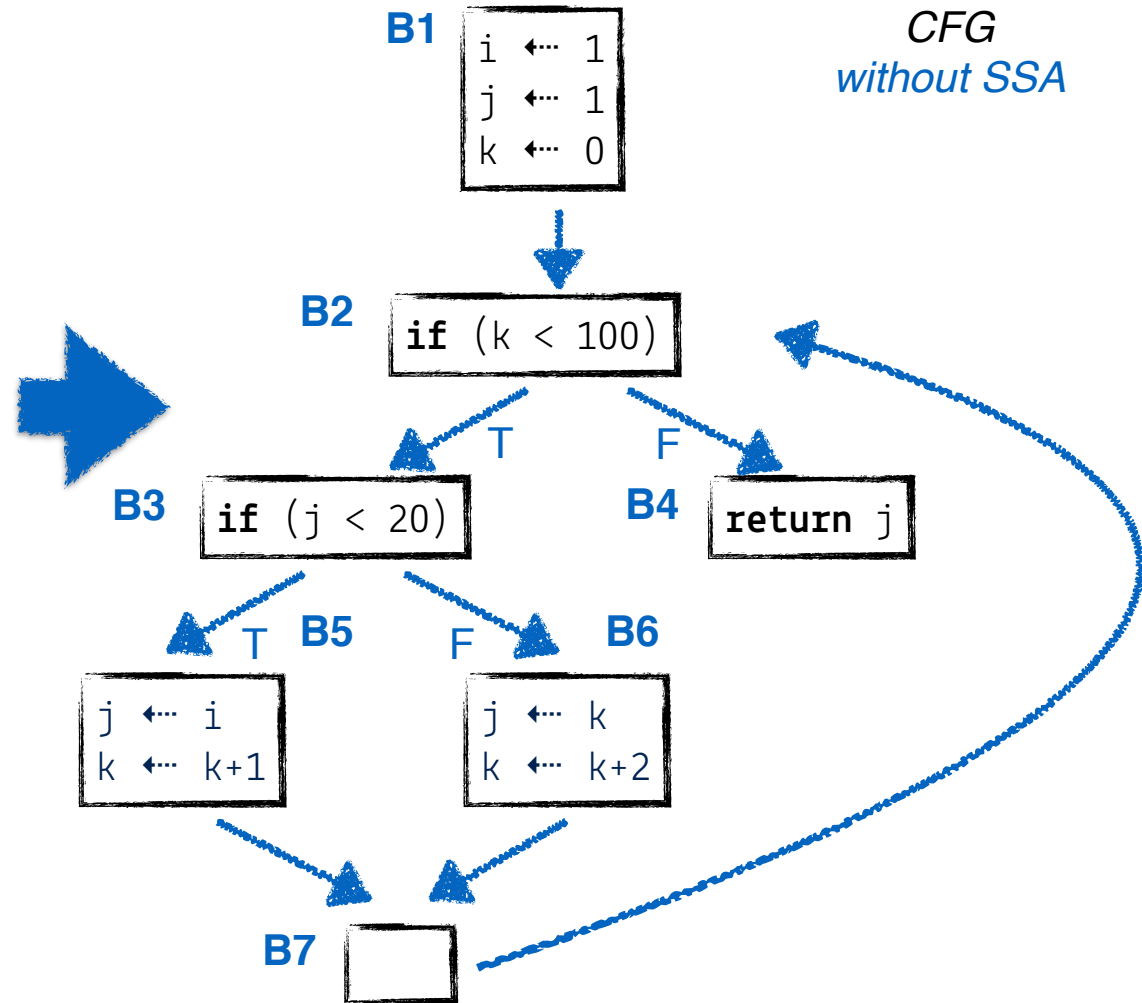 B1
i ⇠ 1
j ⇠ 1
k ⇠ 0
CFG
without SSA
B2
if (k < 100)
T
F
B3
if (j < 20)
B4
return j
T
B5
F
B6
j ⇠ i
k ⇠ k+1
j ⇠ k
k ⇠ k+2
B7